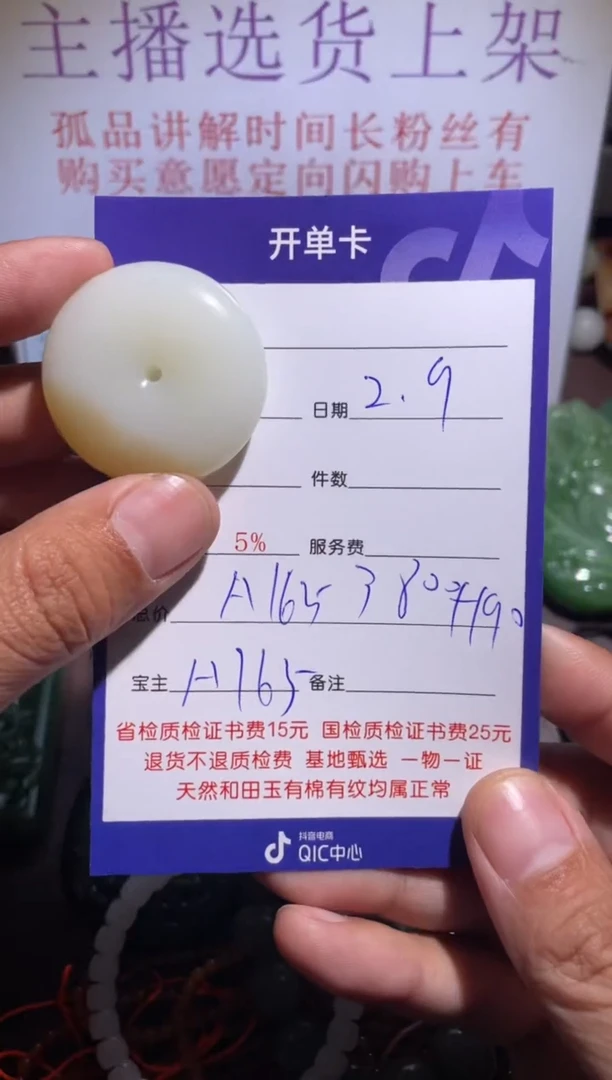 主播选货上架
孤品讲解时间长粉丝有
购买意愿定向闪购上车
开单卡
日期 2.9
件数
5% 服务费
总价 A165 3800
宝主 A165 备注
省检质检证书费15元 国检质检证书费25元
退货不退质检费 基地甄选 一物一证
天然和田玉有棉有纹均属正常
抖音电商
QIC中心